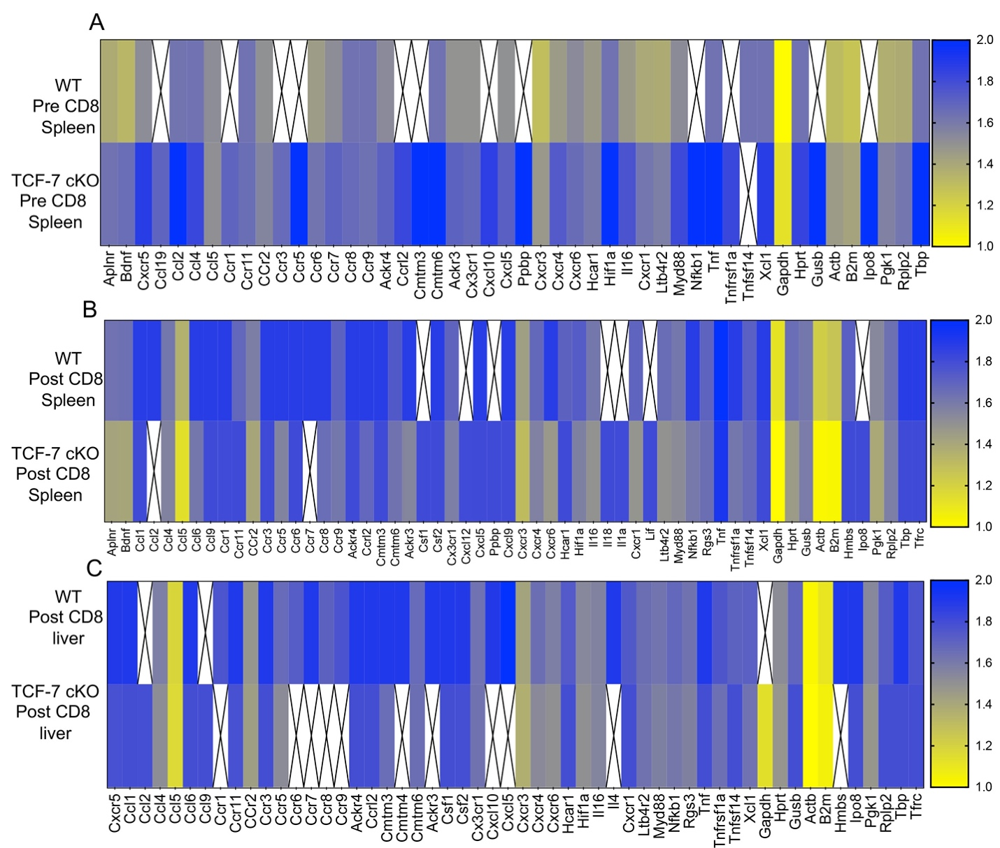 A
WT
Pre CD8
Spleen
TCF-7 cKO
Pre CD8
Spleen
2.0
1.8
1.6
1.4
1.2
1.0
Aplnr Bdnf Cxcr5 Ccl19 Ccl2 Ccl4 Ccl5 Ccr1 Ccr11 CCr2 Ccr3 Ccr5 Ccr6 Ccr7 Ccr8 Ccr9 Ackr4 Ccrl2 Cmtm3 Cmtm6 Ackr3 Cx3cr1 Cxcl10 Cxcl5 Ppbp Cxcr3 Cxcr4 Cxcr6 Hcar1 Hif1a Il16 Cxcr1 Ltb4r2 Myd88 Nfkb1 Tnf Tnfrsf1a Tnfsf14 Xcl1 Gapdh Hprt Gusb Actb B2m Ipo8 Pgk1 Rplp2 Tbp
B
WT
Post CD8
Spleen
TCF-7 cKO
Post CD8
Spleen
2.0
1.8
1.6
1.4
1.2
1.0
Aplnr Bdnf Ccl1 Ccl2 Ccl4 Ccl5 Ccl6 Ccl9 Ccr1 Ccr11 CCr2 Ccr3 Ccr5 Ccr6 Ccr7 Ccr8 Ccr9 Ackr4 Ccrl2 Cmtm3 Cmtm6 Ackr3 Csf1 Csf2 Cx3cr1 Cxcl12 Cxcl5 Ppbp Cxcl9 Cxcr3 Cxcr4 Cxcr6 Hcar1 Hif1a Il16 Il18 Il1a Cxcr1 Lif Ltb4r2 Myd88 Nfkb1 Rgs3 Tnf Tnfrsf1a Tnfsf14 Xcl1 Gapdh Hprt Gusb Actb B2m Hmbs Ipo8 Pgk1 Rplp2 Tbp Tfrc
C
WT
Post CD8
liver
TCF-7 cKO
Post CD8
liver
2.0
1.8
1.6
1.4
1.2
1.0
Cxcr5 Ccl1 Ccl2 Ccl4 Ccl5 Ccl6 Ccl9 Ccr1 Ccr11 CCr2 Ccr3 Ccr5 Ccr6 Ccr7 Ccr8 Ccr9 Ackr4 Ccrl2 Cmtm3 Cmtm4 Cmtm6 Ackr3 Csf1 Csf2 Cx3cr1 Cxcl10 Cxcl5 Cxcr3 Cxcr4 Cxcr6 Hcar1 Hif1a Il16 Il4 Cxcr1 Ltb4r2 Myd88 Nfkb1 Rgs3 Tnf Tnfrsf1a Tnfsf14 Xcl1 Gapdh Hprt Gusb Actb B2m Hmbs Ipo8 Pgk1 Rplp2 Tbp Tfrc